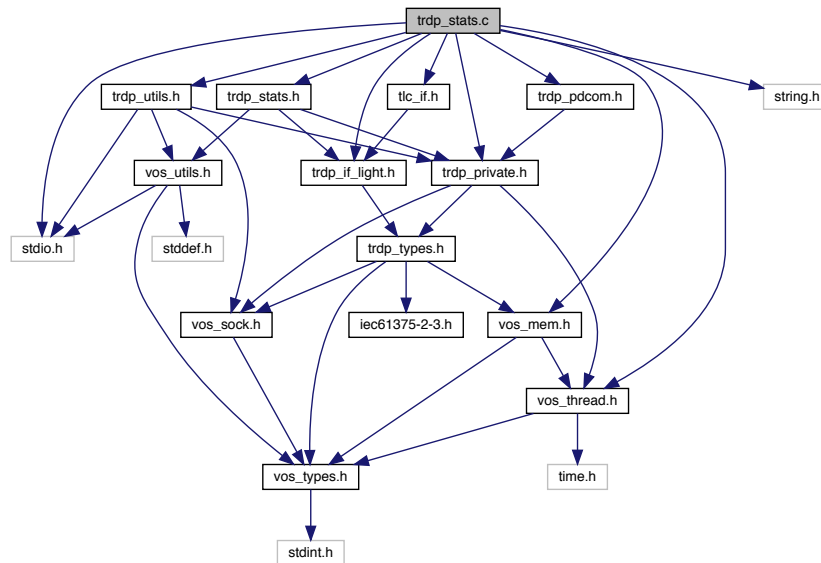 trdp_stats.c
trdp_utils.h
trdp_stats.h
tlc_if.h
trdp_pdcom.h
string.h
vos_utils.h
trdp_if_light.h
trdp_private.h
stdio.h
stddef.h
trdp_types.h
vos_sock.h
iec61375-2-3.h
vos_mem.h
vos_thread.h
vos_types.h
time.h
stdint.h